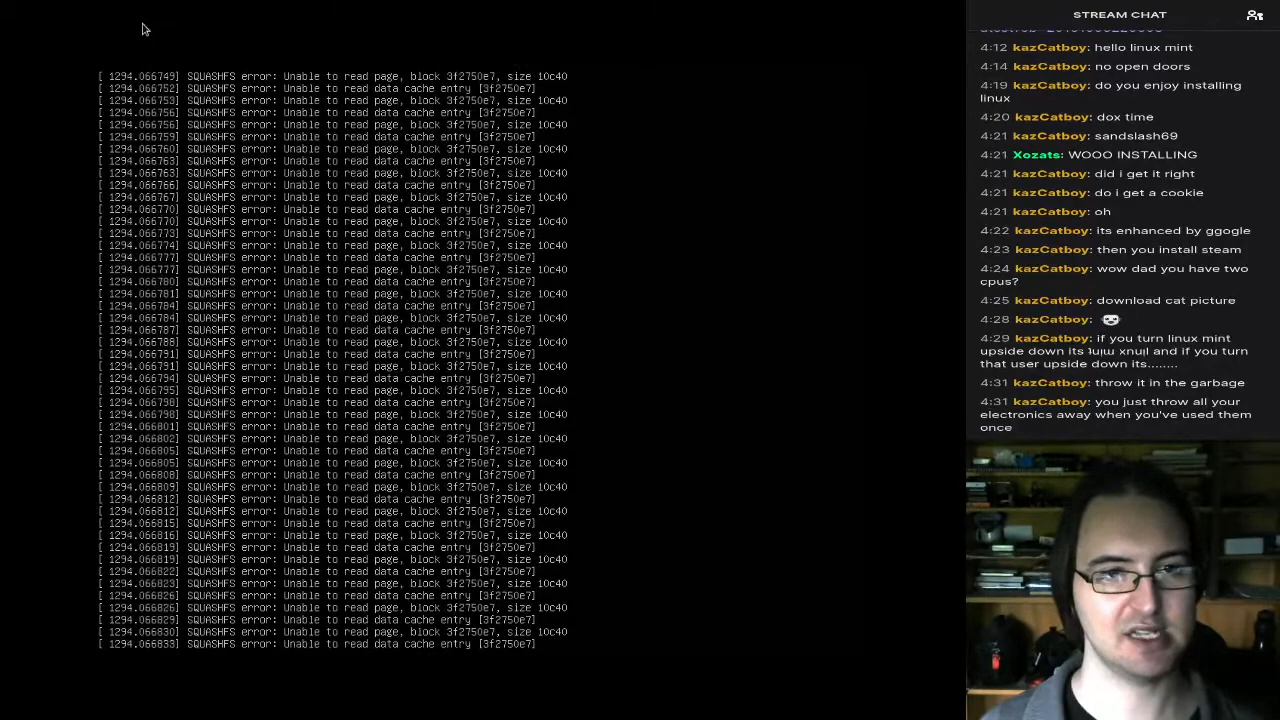 [ 1294.066749] SQUASHFS error: Unable to read page, block 3f2750e7, size 10c40
[ 1294.066752] SQUASHFS error: Unable to read data cache entry [3f2750e7]
[ 1294.066753] SQUASHFS error: Unable to read page, block 3f2750e7, size 10c40
[ 1294.066756] SQUASHFS error: Unable to read data cache entry [3f2750e7]
[ 1294.066756] SQUASHFS error: Unable to read page, block 3f2750e7, size 10c40
[ 1294.066759] SQUASHFS error: Unable to read data cache entry [3f2750e7]
[ 1294.066760] SQUASHFS error: Unable to read page, block 3f2750e7, size 10c40
[ 1294.066763] SQUASHFS error: Unable to read data cache entry [3f2750e7]
[ 1294.066763] SQUASHFS error: Unable to read page, block 3f2750e7, size 10c40
[ 1294.066766] SQUASHFS error: Unable to read data cache entry [3f2750e7]
[ 1294.066767] SQUASHFS error: Unable to read page, block 3f2750e7, size 10c40
[ 1294.066770] SQUASHFS error: Unable to read data cache entry [3f2750e7]
[ 1294.066770] SQUASHFS error: Unable to read page, block 3f2750e7, size 10c40
[ 1294.066773] SQUASHFS error: Unable to read data cache entry [3f2750e7]
[ 1294.066774] SQUASHFS error: Unable to read page, block 3f2750e7, size 10c40
[ 1294.066777] SQUASHFS error: Unable to read data cache entry [3f2750e7]
[ 1294.066777] SQUASHFS error: Unable to read page, block 3f2750e7, size 10c40
[ 1294.066780] SQUASHFS error: Unable to read data cache entry [3f2750e7]
[ 1294.066781] SQUASHFS error: Unable to read page, block 3f2750e7, size 10c40
[ 1294.066784] SQUASHFS error: Unable to read data cache entry [3f2750e7]
[ 1294.066784] SQUASHFS error: Unable to read page, block 3f2750e7, size 10c40
[ 1294.066787] SQUASHFS error: Unable to read data cache entry [3f2750e7]
[ 1294.066788] SQUASHFS error: Unable to read page, block 3f2750e7, size 10c40
[ 1294.066791] SQUASHFS error: Unable to read data cache entry [3f2750e7]
[ 1294.066791] SQUASHFS error: Unable to read page, block 3f2750e7, size 10c40
[ 1294.066794] SQUASHFS error: Unable to read data cache entry [3f2750e7]
[ 1294.066795] SQUASHFS error: Unable to read page, block 3f2750e7, size 10c40
[ 1294.066798] SQUASHFS error: Unable to read data cache entry [3f2750e7]
[ 1294.066798] SQUASHFS error: Unable to read page, block 3f2750e7, size 10c40
[ 1294.066801] SQUASHFS error: Unable to read data cache entry [3f2750e7]
[ 1294.066802] SQUASHFS error: Unable to read page, block 3f2750e7, size 10c40
[ 1294.066805] SQUASHFS error: Unable to read data cache entry [3f2750e7]
[ 1294.066805] SQUASHFS error: Unable to read page, block 3f2750e7, size 10c40
[ 1294.066808] SQUASHFS error: Unable to read data cache entry [3f2750e7]
[ 1294.066809] SQUASHFS error: Unable to read page, block 3f2750e7, size 10c40
[ 1294.066812] SQUASHFS error: Unable to read data cache entry [3f2750e7]
[ 1294.066812] SQUASHFS error: Unable to read page, block 3f2750e7, size 10c40
[ 1294.066815] SQUASHFS error: Unable to read data cache entry [3f2750e7]
[ 1294.066816] SQUASHFS error: Unable to read page, block 3f2750e7, size 10c40
[ 1294.066819] SQUASHFS error: Unable to read data cache entry [3f2750e7]
[ 1294.066819] SQUASHFS error: Unable to read page, block 3f2750e7, size 10c40
[ 1294.066822] SQUASHFS error: Unable to read data cache entry [3f2750e7]
[ 1294.066823] SQUASHFS error: Unable to read page, block 3f2750e7, size 10c40
[ 1294.066826] SQUASHFS error: Unable to read data cache entry [3f2750e7]
[ 1294.066826] SQUASHFS error: Unable to read page, block 3f2750e7, size 10c40
[ 1294.066829] SQUASHFS error: Unable to read data cache entry [3f2750e7]
[ 1294.066830] SQUASHFS error: Unable to read page, block 3f2750e7, size 10c40
[ 1294.066833] SQUASHFS error: Unable to read data cache entry [3f2750e7]
STREAM CHAT
4:12 kazCatboy: hello linux mint
4:14 kazCatboy: no open doors
4:19 kazCatboy: do you enjoy installing
linux
4:20 kazCatboy: dox time
4:21 kazCatboy: sandslash69
4:21 Xozats: WOOO INSTALLING
4:21 kazCatboy: did i get it right
4:21 kazCatboy: do i get a cookie
4:21 kazCatboy: oh
4:22 kazCatboy: its enhanced by ggogle
4:23 kazCatboy: then you install steam
4:24 kazCatboy: wow dad you have two
cpus?
4:25 kazCatboy: download cat picture
4:28 kazCatboy:
4:29 kazCatboy: if you turn linux mint
upside down its ʇuᴉɯ xnuᴉl and if you turn
that user upside down its........
4:31 kazCatboy: throw it in the garbage
4:31 kazCatboy: you just throw all your
electronics away when you've used them
once